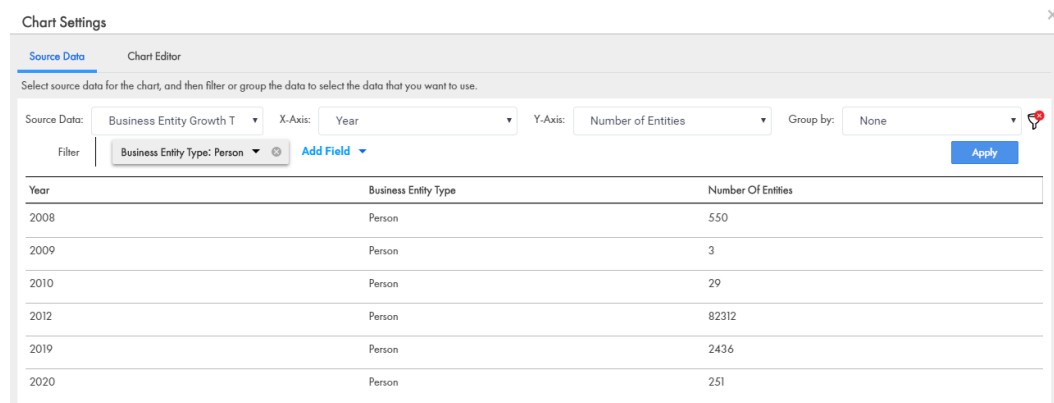 Chart Settings
Source Data Chart Editor
Select source data for the chart, and then filter or group the data to select the data that you want to use.
Source Data: Business Entity Growth T X-Axis: Year Y-Axis: Number of Entities Group by: None
Filter Business Entity Type: Person Add Field Apply
Year Business Entity Type Number Of Entities
2008 Person 550
2009 Person 3
2010 Person 29
2012 Person 82312
2019 Person 2436
2020 Person 251